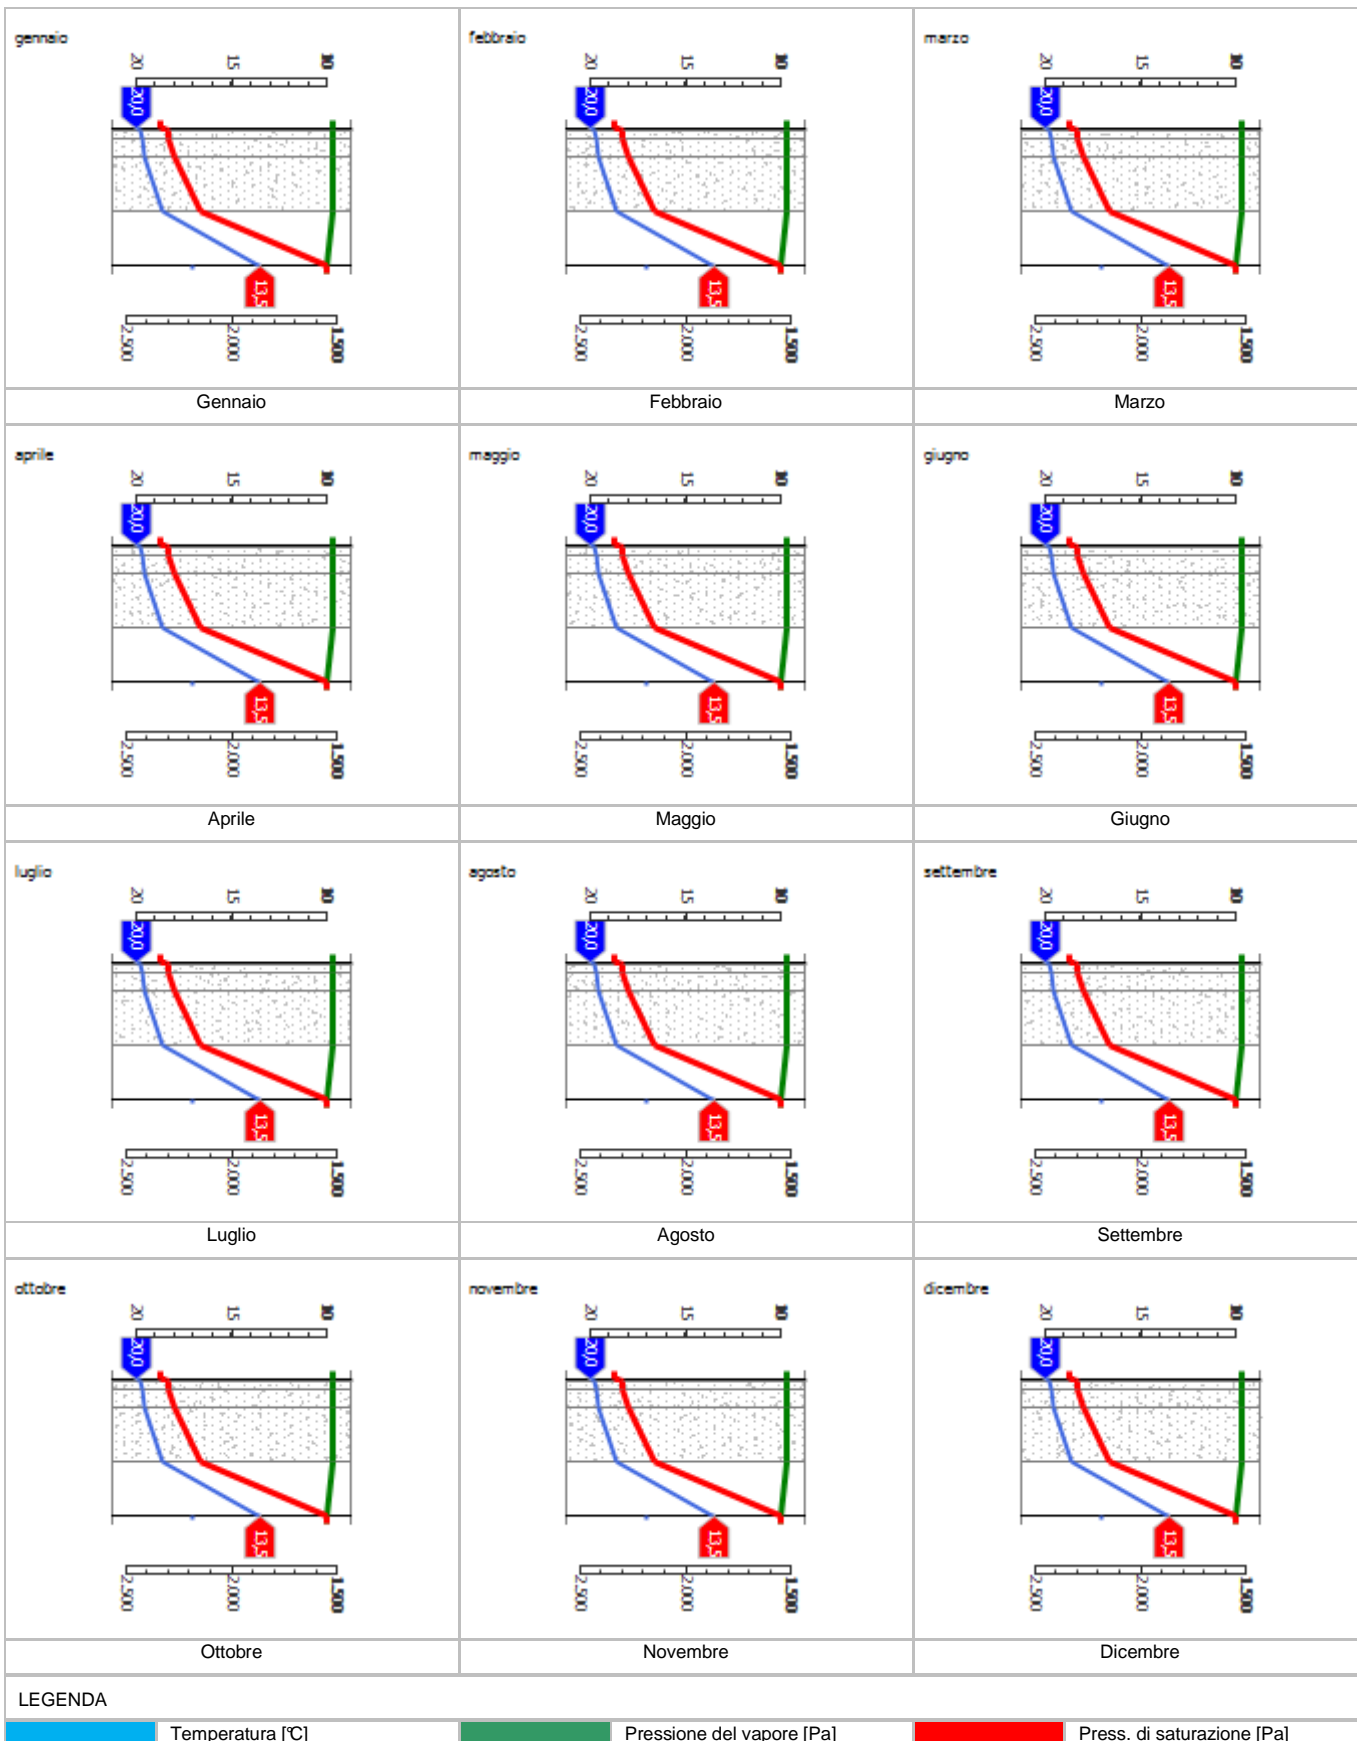 gennaio febbraio marzo
20 15 10 20 15 10 20 15 10
20,0 20,0 20,0
13,5 13,5 13,5
2.500 2.000 1.500 2.500 2.000 1.500 2.500 2.000 1.500
Gennaio Febbraio Marzo
aprile maggio giugno
20 15 10 20 15 10 20 15 10
20,0 20,0 20,0
13,5 13,5 13,5
2.500 2.000 1.500 2.500 2.000 1.500 2.500 2.000 1.500
Aprile Maggio Giugno
luglio agosto settembre
20 15 10 20 15 10 20 15 10
20,0 20,0 20,0
13,5 13,5 13,5
2.500 2.000 1.500 2.500 2.000 1.500 2.500 2.000 1.500
Luglio Agosto Settembre
ottobre novembre dicembre
20 15 10 20 15 10 20 15 10
20,0 20,0 20,0
13,5 13,5 13,5
2.500 2.000 1.500 2.500 2.000 1.500 2.500 2.000 1.500
Ottobre Novembre Dicembre
LEGENDA
Temperatura [°C] Pressione del vapore [Pa] Press. di saturazione [Pa]